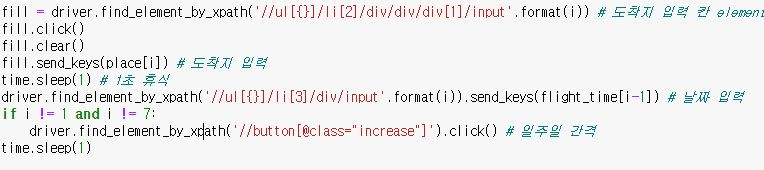 fill = driver.find_element_by_xpath('//ul[{}]/li[2]/div/div/div[1]/input'.format(i)) # 도착지 입력 칸 element
fill.click()
fill.clear()
fill.send_keys(place[i]) # 도착지 입력
time.sleep(1) # 1초 휴식
driver.find_element_by_xpath('//ul[{}]/li[3]/div/input'.format(i)).send_keys(flight_time[i-1]) # 날짜 입력
if i != 1 and i != 7:
    driver.find_element_by_xpath('//button[@class="increase"]').click() # 일주일 간격
time.sleep(1)